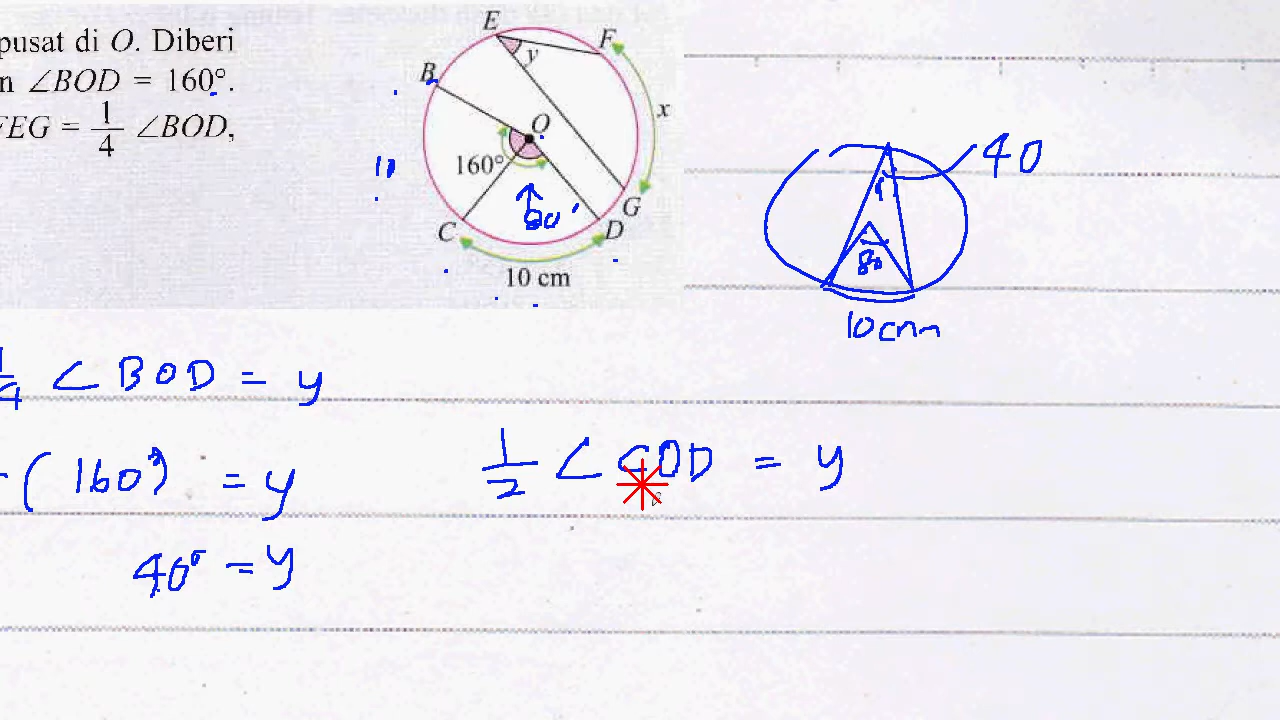 pusat di O. Diberi
n ∠BOD = 160°.
FEG = 1/4 ∠BOD,
E
F
y
B
x
O
160°
80
G
C
D
10 cm
40
80
10cm
1/4 ∠BOD = y
(160°) = y
40° = y
1/2 ∠COD = y